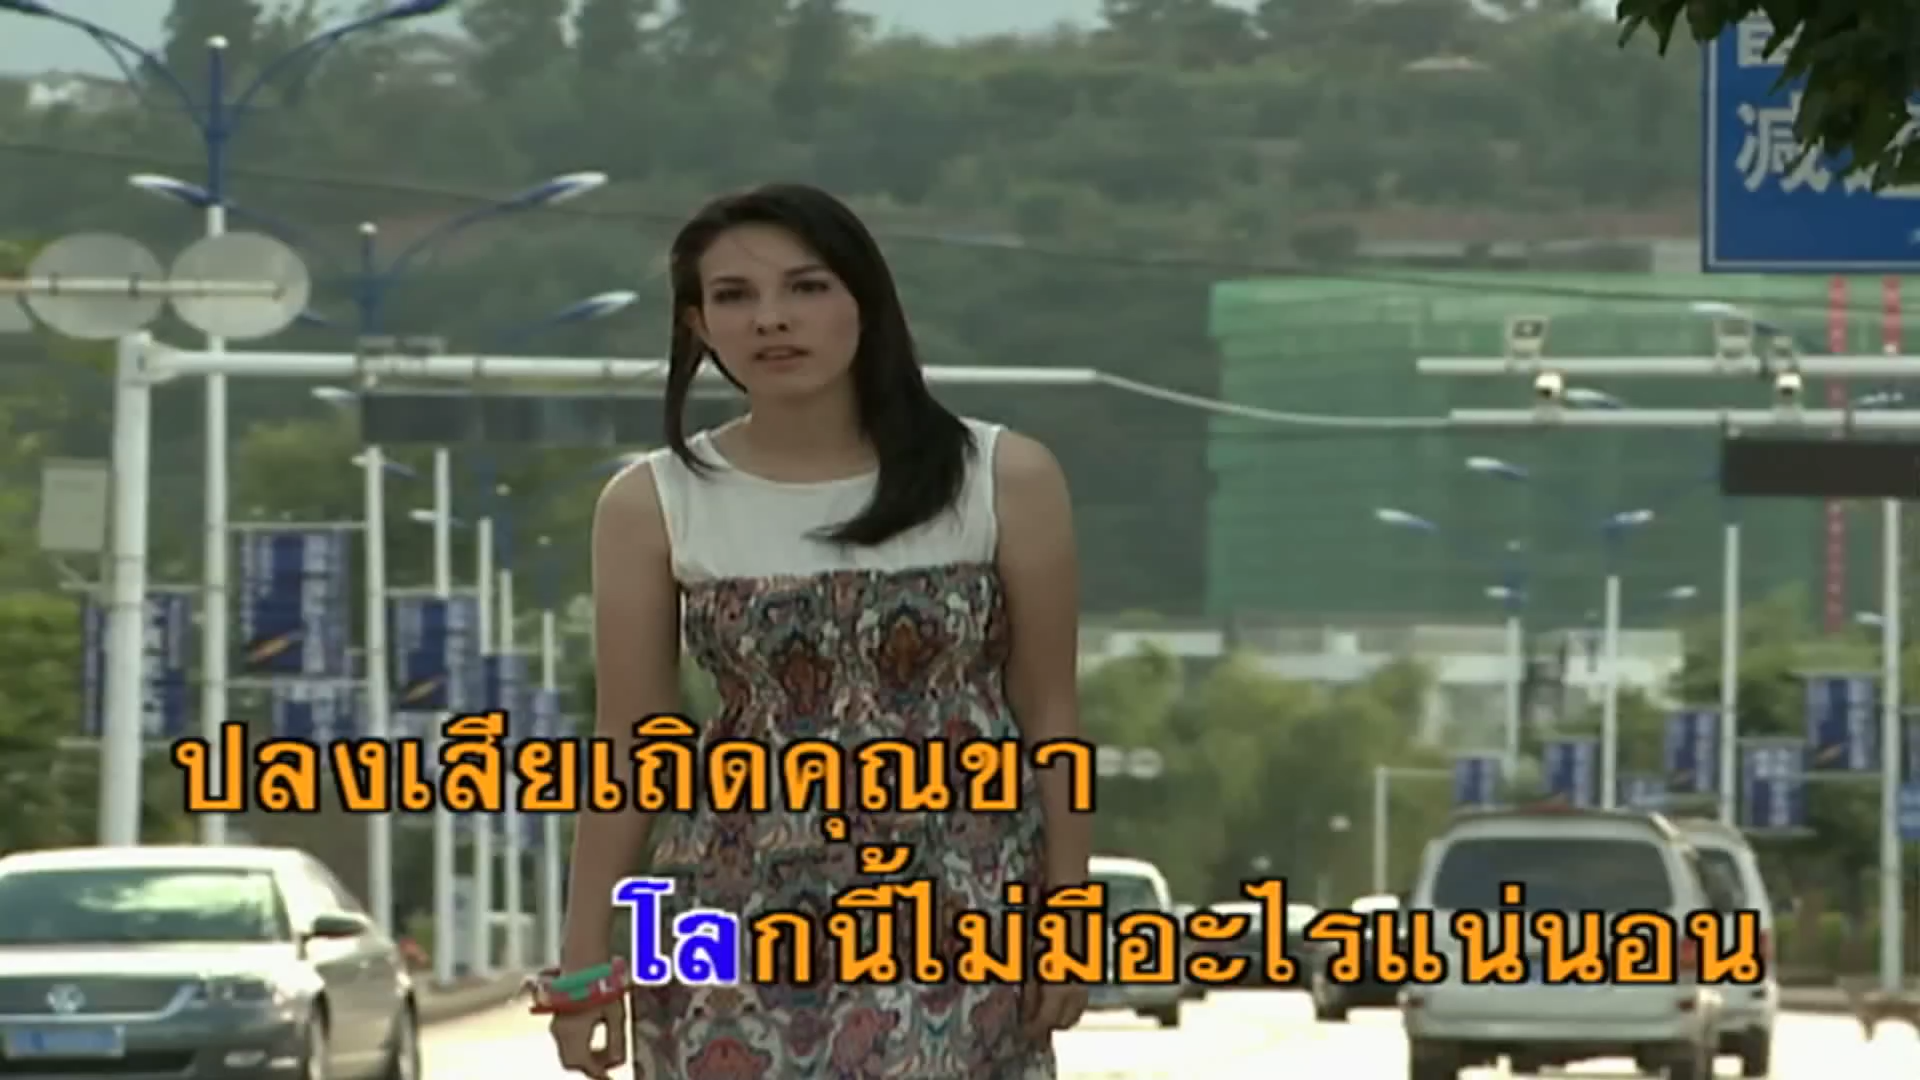 减
ปลงเสียเถิดคุณขา
โลกนี้ไม่มีอะไรแน่นอน